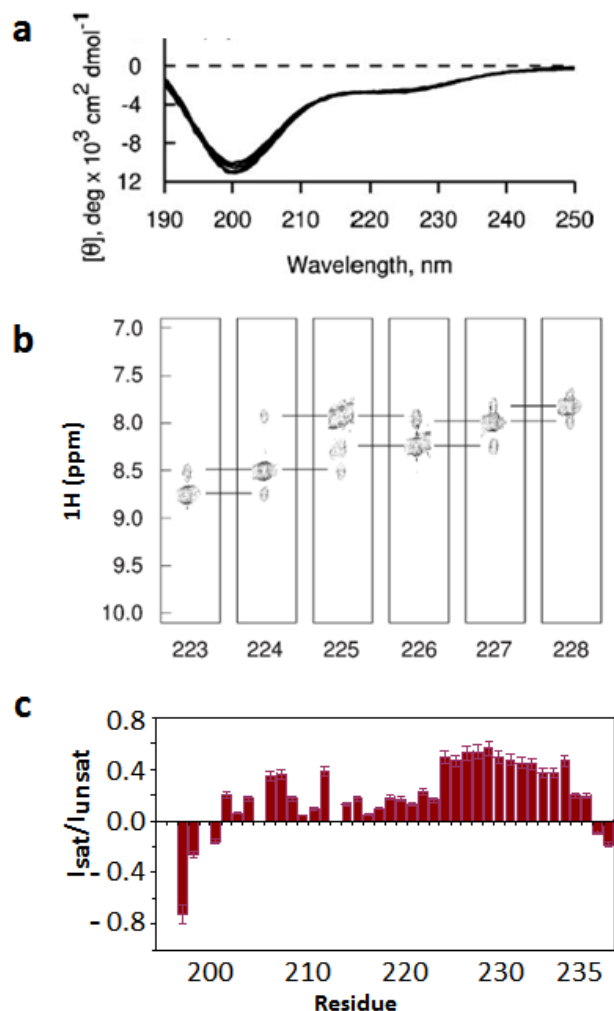 a
[θ], deg x 10³ cm² dmol⁻¹
0
-4
-8
12
190 200 210 220 230 240 250
Wavelength, nm
b
1H (ppm)
7.0
7.5
8.0
8.5
9.0
9.5
10.0
223 224 225 226 227 228
c
Isat/Iunsat
0.8
0.4
0.0
- 0.4
- 0.8
200 210 220 230 235
Residue